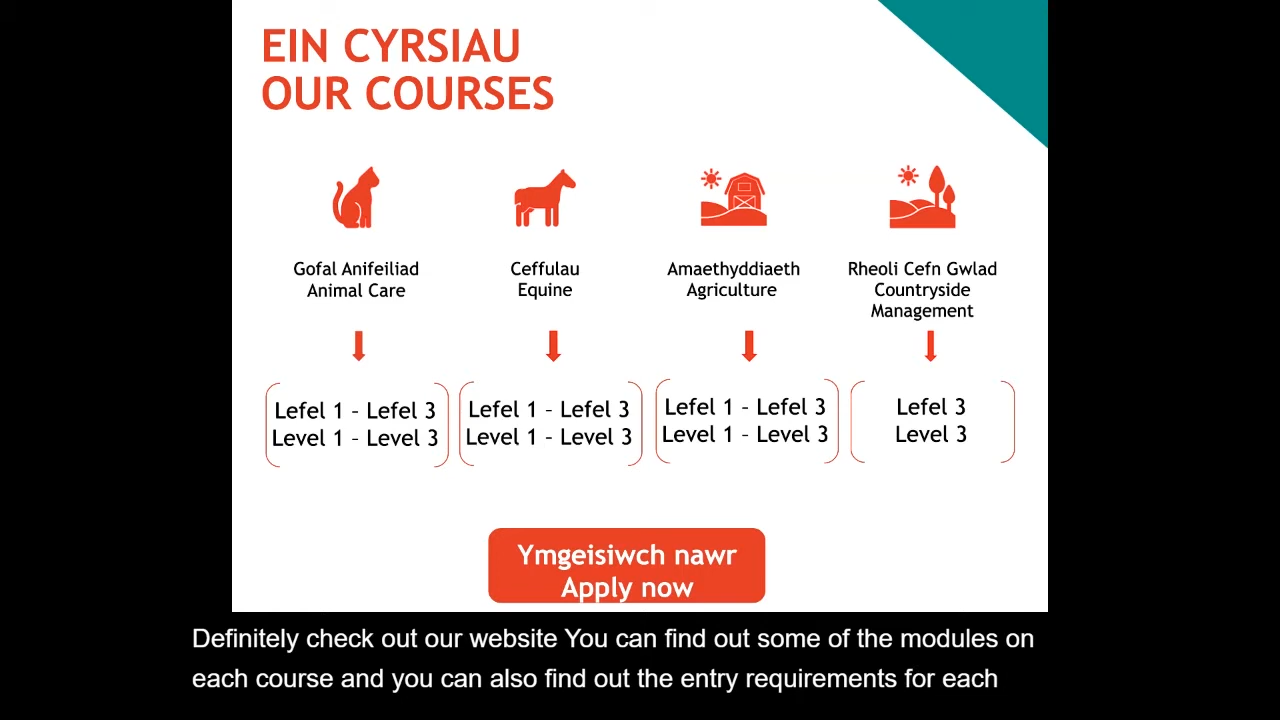 EIN CYRSIAU
OUR COURSES
Gofal Anifeiliad
Animal Care
Ceffulau
Equine
Amaethyddiaeth
Agriculture
Rheoli Cefn Gwlad
Countryside
Management
Lefel 1 – Lefel 3
Level 1 – Level 3
Lefel 1 – Lefel 3
Level 1 – Level 3
Lefel 1 – Lefel 3
Level 1 – Level 3
Lefel 3
Level 3
Ymgeisiwch nawr
Apply now
Definitely check out our website You can find out some of the modules on
each course and you can also find out the entry requirements for each